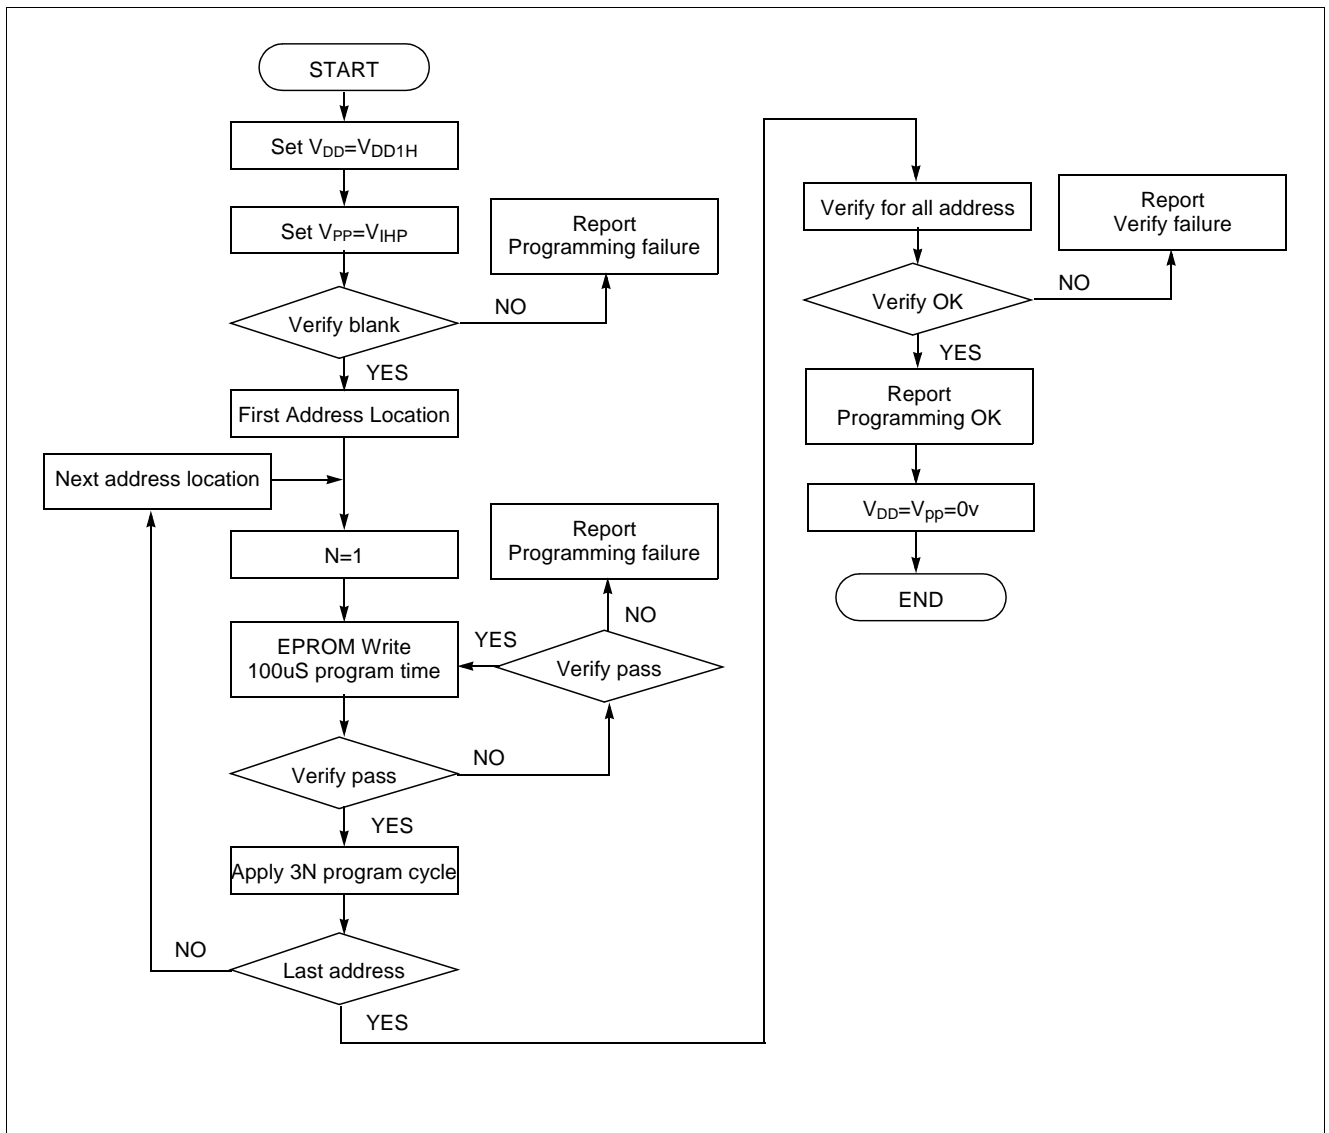 START
Set VDD=VDD1H
Set VPP=VIHP
Report
Programming failure
NO
Verify blank
YES
First Address Location
Next address location
N=1
Report
Programming failure
NO
EPROM Write
100uS program time
YES
Verify pass
NO
Verify pass
YES
Apply 3N program cycle
NO
Last address
YES
Verify for all address
Report
Verify failure
NO
Verify OK
YES
Report
Programming OK
VDD=Vpp=0v
END